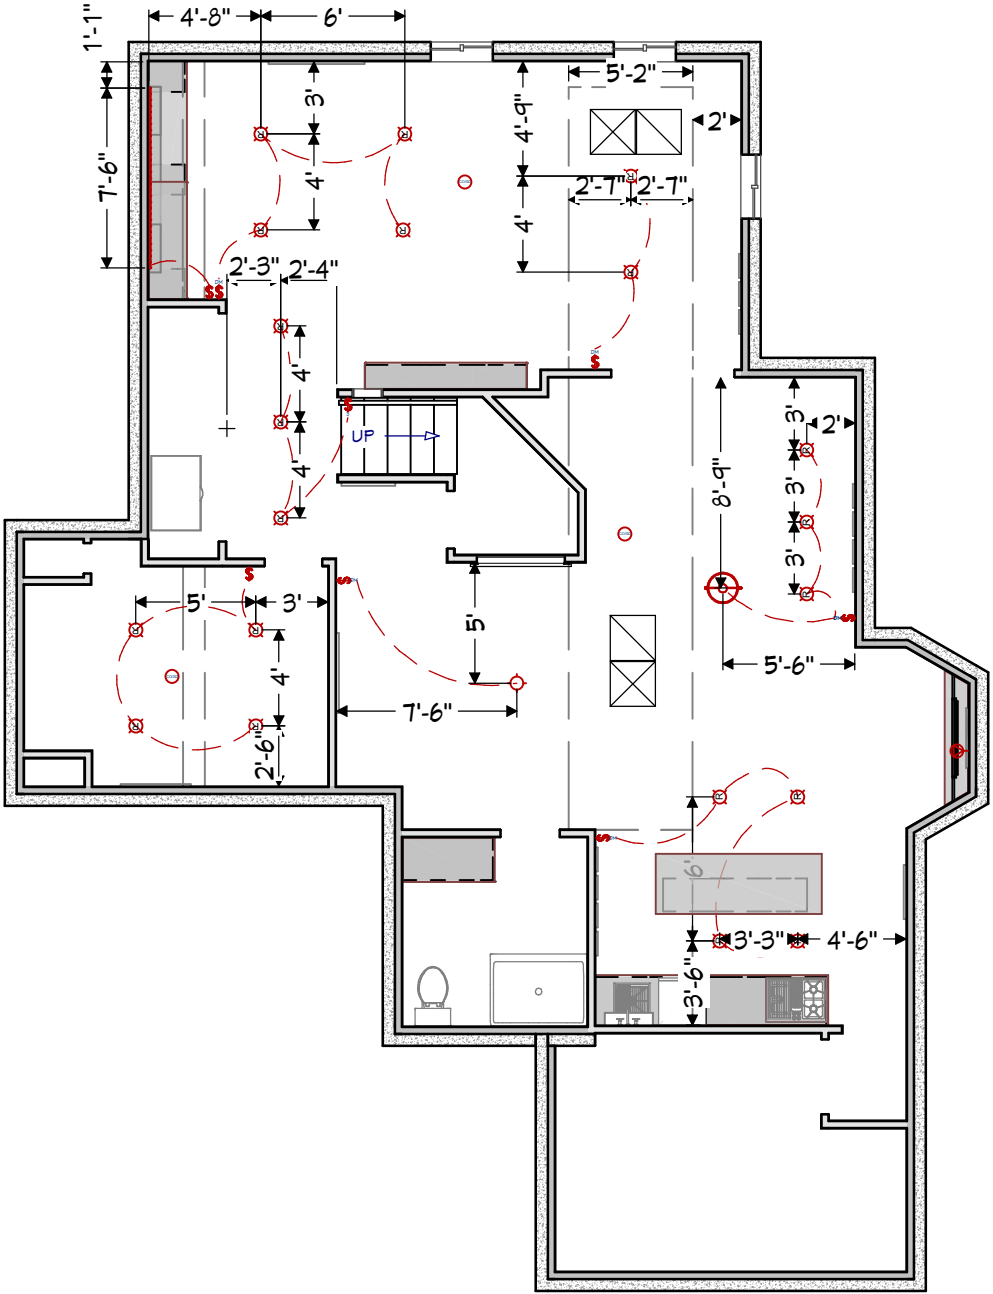 4'-8" 6'
1'-1"
5'-2"
3' 4'-9" 2'
R R
7'-6" 4' 2'-7" 2'-7"
R R 4'
2'-3" 2'-4"
$$
R
4' $
3' 2'
$
UP R
4' 8'-9" 3'
R R
3'
$ $ R
5' 3' 5' $
R R
4' 5'-6"
7'-6"
R R
2'-6"
R R
$
6'
R 3'-3" 4'-6"
3'-6"